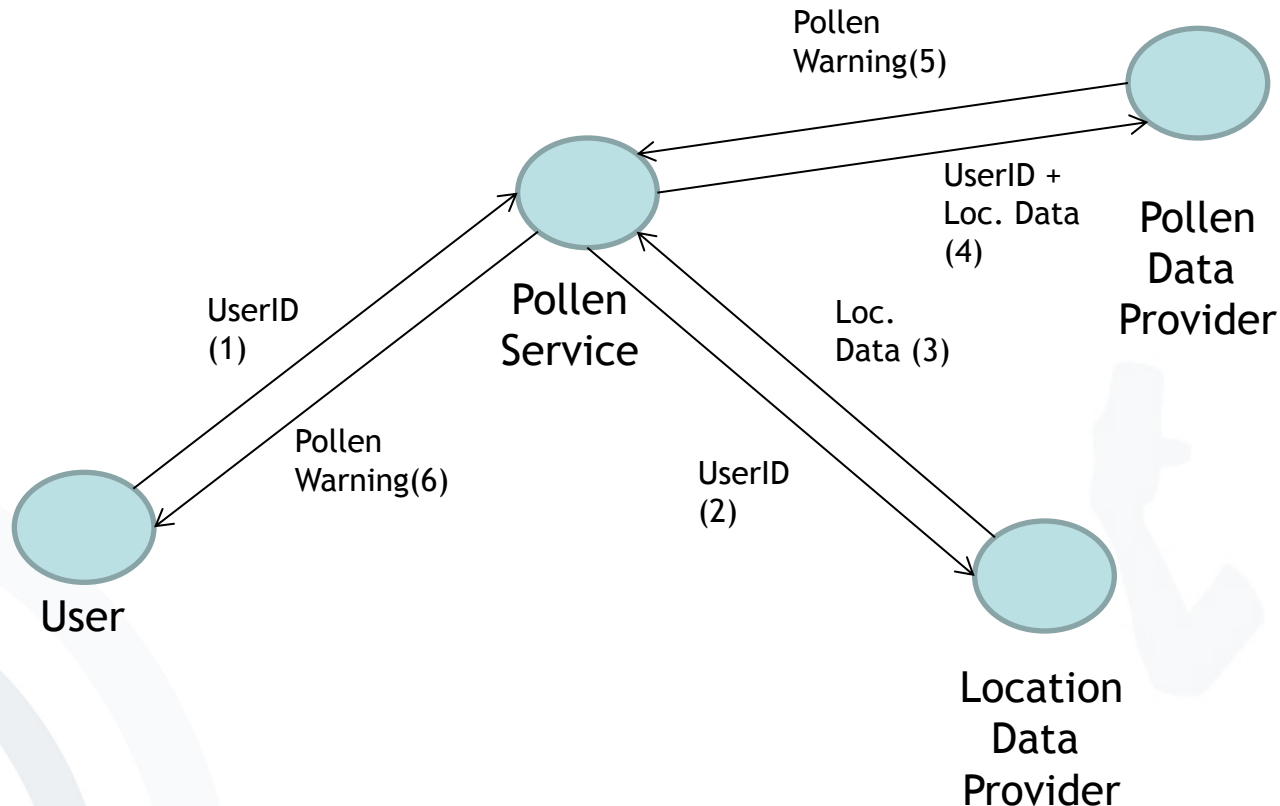 Pollen
Warning(5)
UserID +
Loc. Data
(4)
Pollen
Data
Provider
Pollen
Service
UserID
(1)
Loc.
Data (3)
Pollen
Warning(6)
UserID
(2)
User
Location
Data
Provider